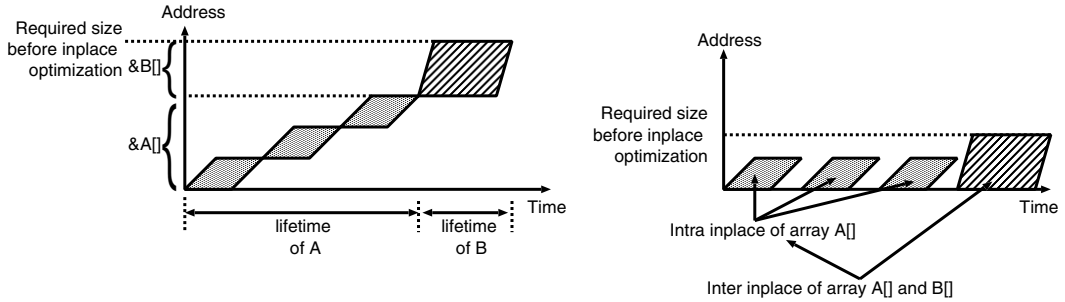 Address
Required size
before inplace
optimization
&B[]
&A[]
Time
lifetime
of A
lifetime
of B
Address
Required size
before inplace
optimization
Time
Intra inplace of array A[]
Inter inplace of array A[] and B[]